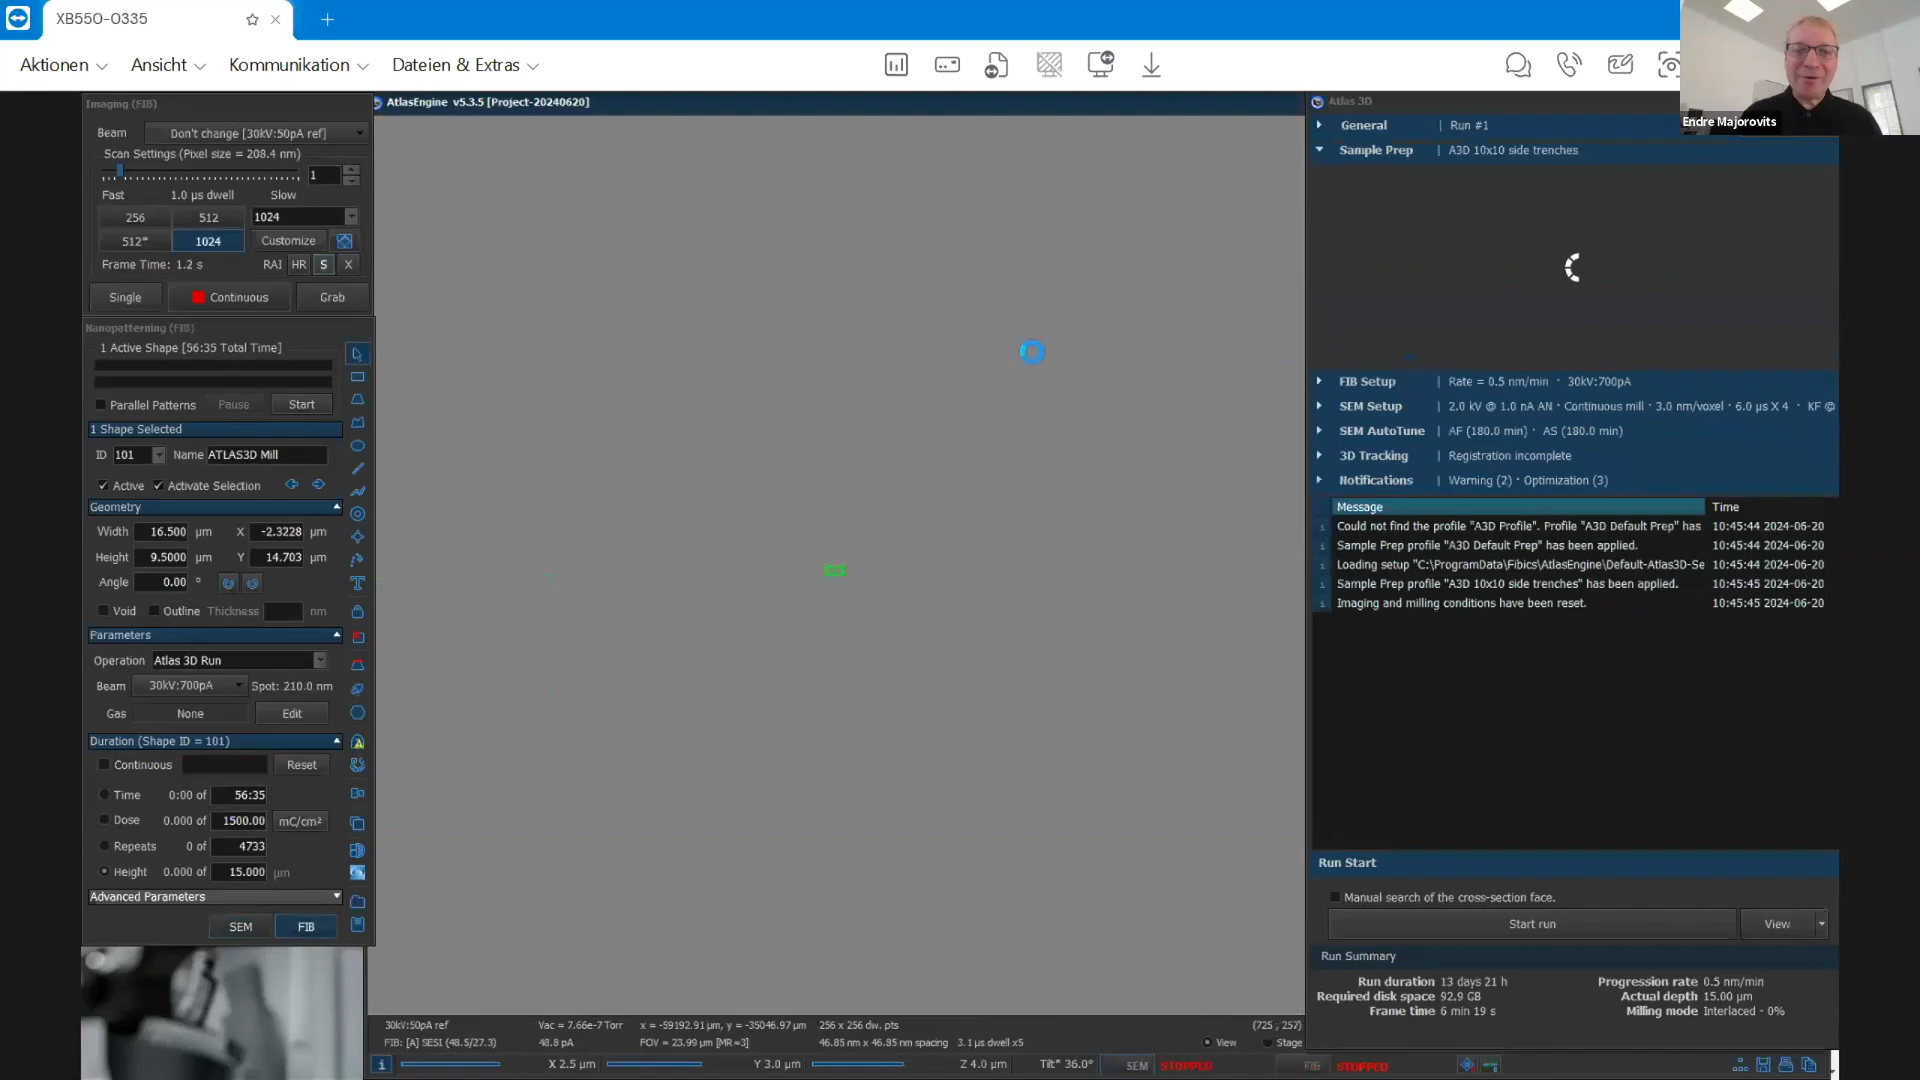 XB550-0335
Aktionen Ansicht Kommunikation Dateien & Extras
Endre Majorovits
Imaging (FIB)
Beam Don't change [30kV:50pA ref]
Scan Settings (Pixel size = 208.4 nm)
1
Fast 1.0 µs dwell Slow
256 512 1024
512* 1024 Customize
Frame Time: 1.2 s RAI HR S X
Single Continuous Grab
Nanopatterning (FIB)
1 Active Shape [56:35 Total Time]
Parallel Patterns Pause Start
1 Shape Selected
ID 101 Name ATLAS3D Mill
Active Activate Selection
Geometry
Width 16.500 µm X -2.3228 µm
Height 9.5000 µm Y 14.703 µm
Angle 0.00 °
Void Outline Thickness nm
Parameters
Operation Atlas 3D Run
Beam 30kV:700pA Spot: 210.0 nm
Gas None Edit
Duration (Shape ID = 101)
Continuous Reset
Time 0:00 of 56:35
Dose 0.000 of 1500.00 mC/cm²
Repeats 0 of 4733
Height 0.000 of 15.000 µm
Advanced Parameters
SEM FIB
AtlasEngine v5.3.5 [Project-20240620]
30kV:50pA ref Vac = 7.66e-7 Torr x = -59192.91 µm, y = -35046.97 µm 256 x 256 dw. pts (725 , 257)
FIB: [A] SESI (48.5/27.3) 48.8 pA FOV = 23.99 µm [MR=3] 46.85 nm x 46.85 nm spacing 3.1 µs dwell x5 View Stage
X 2.5 µm Y 3.0 µm Z 4.0 µm Tilt* 36.0° SEM STOPPED FIB STOPPED
Atlas 3D
General | Run #1
Sample Prep | A3D 10x10 side trenches
FIB Setup | Rate = 0.5 nm/min · 30kV:700pA
SEM Setup | 2.0 kV @ 1.0 nA AN · Continuous mill · 3.0 nm/voxel · 6.0 µs X 4 · KF @
SEM AutoTune | AF (180.0 min) · AS (180.0 min)
3D Tracking | Registration incomplete
Notifications | Warning (2) · Optimization (3)
Message Time
Could not find the profile "A3D Profile". Profile "A3D Default Prep" has 10:45:44 2024-06-20
Sample Prep profile "A3D Default Prep" has been applied. 10:45:44 2024-06-20
Loading setup "C:\ProgramData\Fibics\AtlasEngine\Default-Atlas3D-Se 10:45:44 2024-06-20
Sample Prep profile "A3D 10x10 side trenches" has been applied. 10:45:45 2024-06-20
Imaging and milling conditions have been reset. 10:45:45 2024-06-20
Run Start
Manual search of the cross-section face.
Start run View
Run Summary
Run duration 13 days 21 h Progression rate 0.5 nm/min
Required disk space 92.9 GB Actual depth 15.00 µm
Frame time 6 min 19 s Milling mode Interlaced - 0%